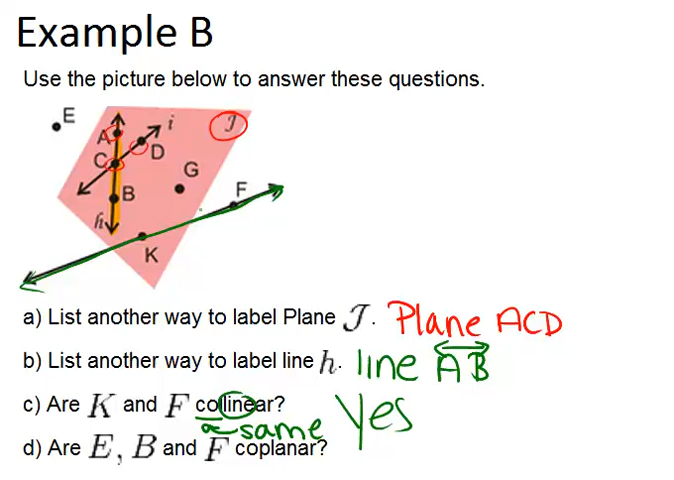 Example B
Use the picture below to answer these questions.
E
A
i
J
C
D
G
B
F
h
K
a) List another way to label Plane J. Plane ACD
b) List another way to label line h. line AB
c) Are K and F collinear? Yes
same
d) Are E, B and F coplanar?